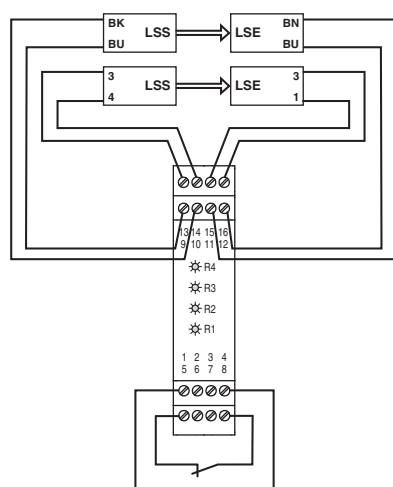 BK LSS LSE BN
BU BU
3 LSS LSE 3
4 1
13 14 15 16
9 10 11 12
R4
R3
R2
R1
1 2 3 4
5 6 7 8